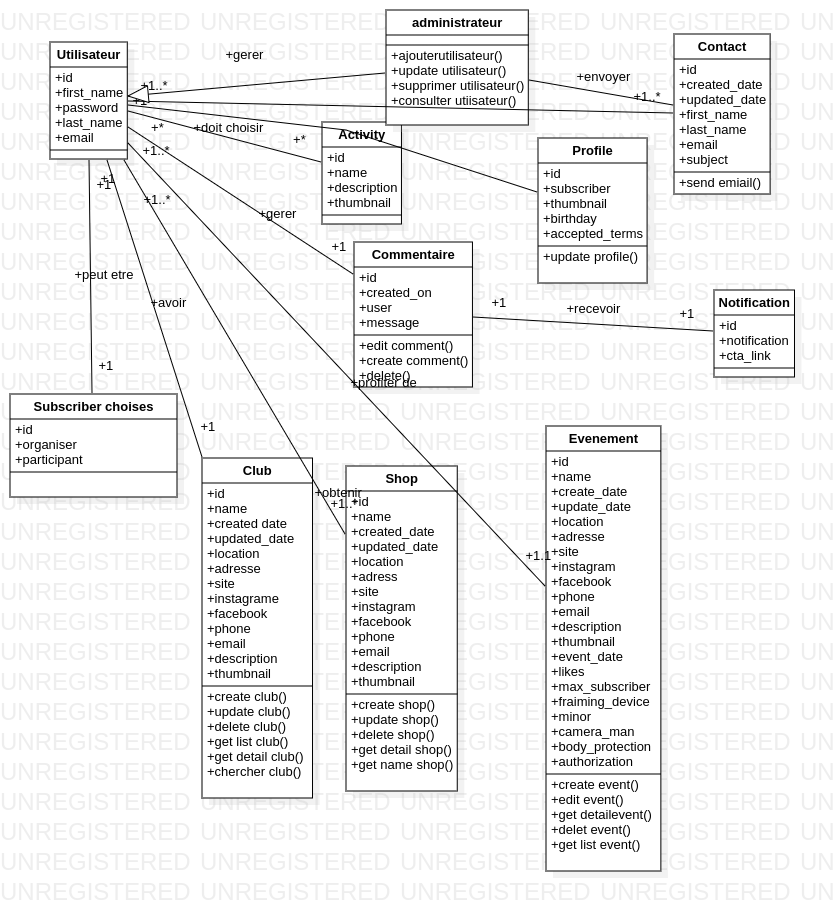 administrateur
+ajouterutilisateur()
+update utilisateur()
+supprimer utilisateur()
+consulter utiisateur()
Contact
+id
+created_date
+updated_date
+first_name
+last_name
+email
+subject
+send emiail()
Utilisateur
+id
+first_name
+password
+last_name
+email
+gerer
+1..*
+envoyer
+1..*
+1
+*
+doit choisir
+*
+1..*
Activity
+id
+name
+description
+thumbnail
Profile
+id
+subscriber
+thumbnail
+birthday
+accepted_terms
+update profile()
+1
+1
+1..*
+gerer
+1
Commentaire
+id
+created_on
+user
+message
+edit comment()
+create comment()
+delete()
+profiter de
+1
+recevoir
+1
Notification
+id
+notification
+cta_link
+peut etre
+avoir
+1
Subscriber choises
+id
+organiser
+participant
+1
Club
+id
+name
+created date
+updated_date
+location
+adresse
+site
+instagrame
+facebook
+phone
+email
+description
+thumbnail
+create club()
+update club()
+delete club()
+get list club()
+get detail club()
+chercher club()
+obtenir
+1..*
Shop
+id
+name
+created_date
+updated_date
+location
+adress
+site
+instagram
+facebook
+phone
+email
+description
+thumbnail
+create shop()
+update shop()
+delete shop()
+get detail shop()
+get name shop()
+1.1
Evenement
+id
+name
+create_date
+update_date
+location
+adresse
+site
+instagram
+facebook
+phone
+email
+description
+thumbnail
+event_date
+likes
+max_subscriber
+fraiming_device
+minor
+camera_man
+body_protection
+authorization
+create event()
+edit event()
+get detailevent()
+delet event()
+get list event()
UNREGISTERED